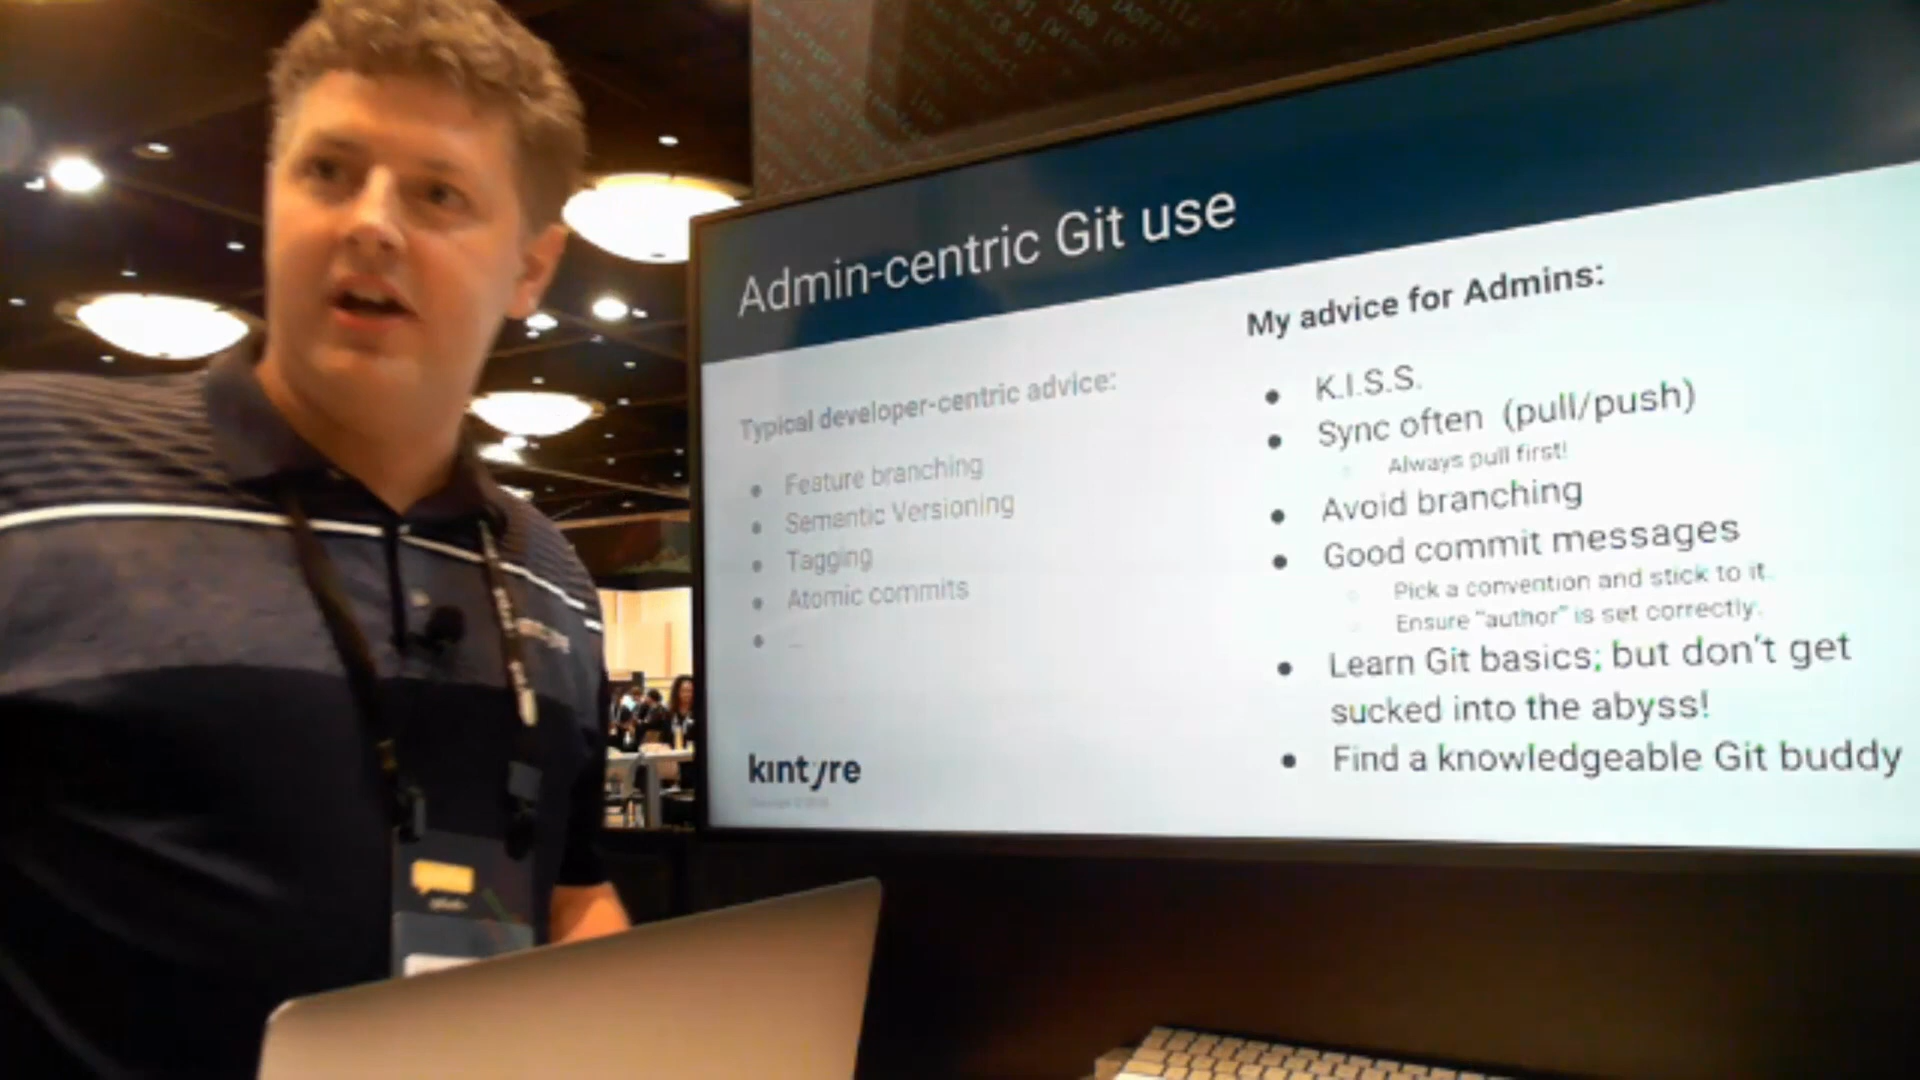 Admin-centric Git use
Typical developer-centric advice:
Feature branching
Semantic Versioning
Tagging
Atomic commits
...
kintyre
My advice for Admins:
K.I.S.S.
Sync often (pull/push)
Always pull first!
Avoid branching
Good commit messages
Pick a convention and stick to it.
Ensure "author" is set correctly.
Learn Git basics; but don't get
sucked into the abyss!
Find a knowledgeable Git buddy